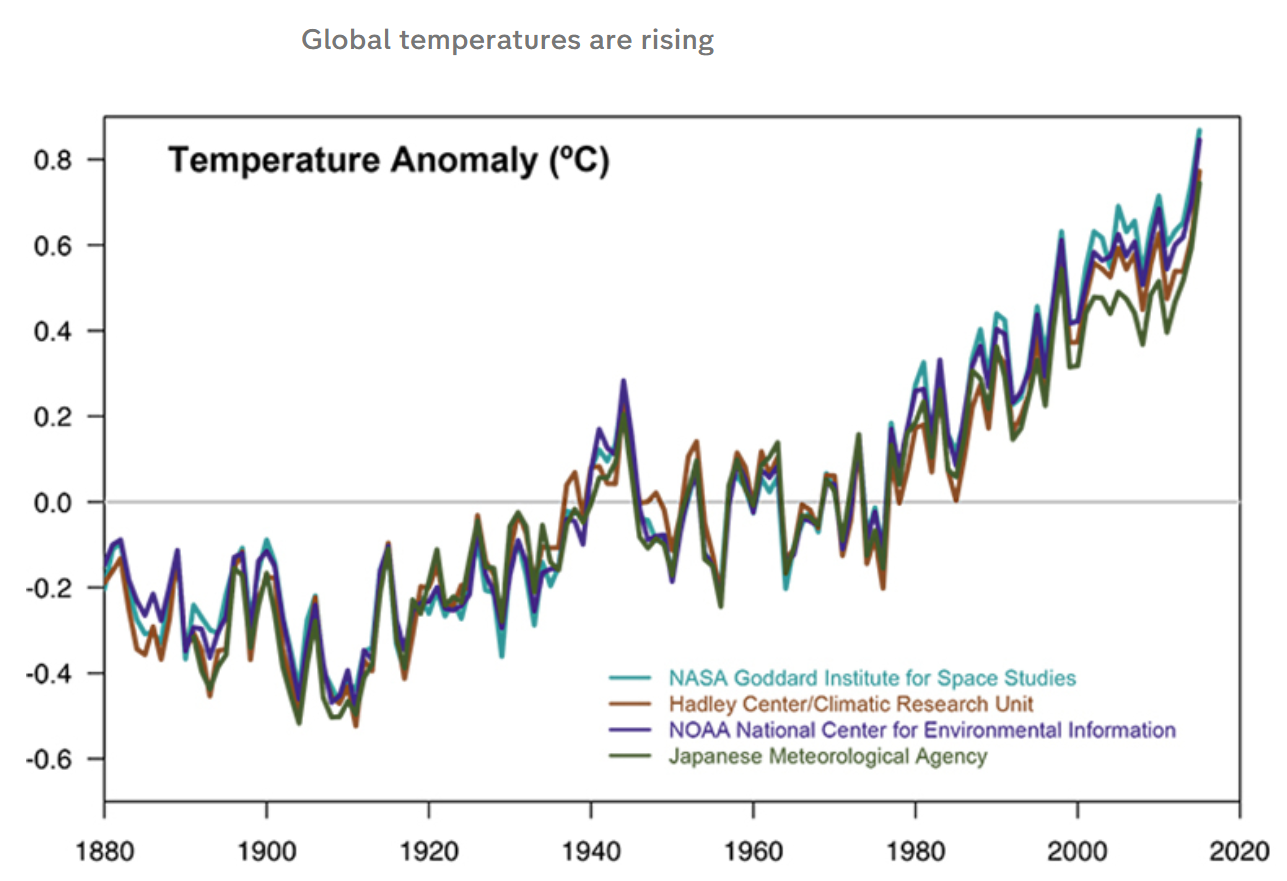 Global temperatures are rising
Temperature Anomaly (ºC)
0.8
0.6
0.4
0.2
0.0
-0.2
-0.4
-0.6
NASA Goddard Institute for Space Studies
Hadley Center/Climatic Research Unit
NOAA National Center for Environmental Information
Japanese Meteorological Agency
1880 1900 1920 1940 1960 1980 2000 2020